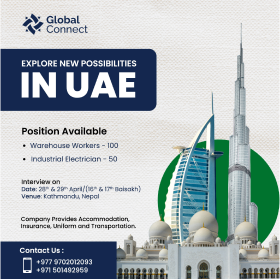 Global
Connect
EXPLORE NEW POSSIBILITIES
IN UAE
Position Available
• Warehouse Workers - 100
• Industrial Electrician - 50
Interview on
Date: 28th & 29th April/(16th & 17th Baisakh)
Venue: Kathmandu, Nepal
Company Provides Accommodation,
Insurance, Uniform and Transportation.
Contact Us :
+977 9702012093
+971 501492959